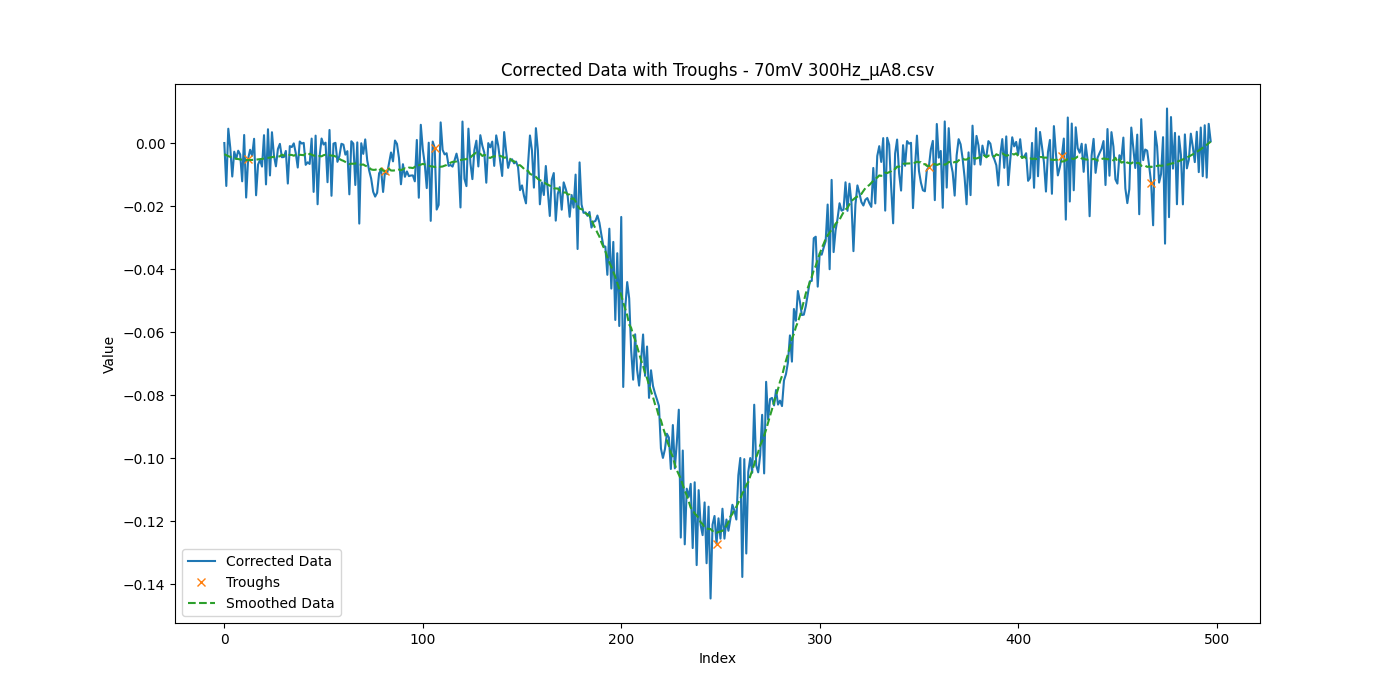 Corrected Data with Troughs - 70mV 300Hz_µA8.csv
0.00
−0.02
−0.04
−0.06
−0.08
−0.10
−0.12
−0.14
Value
Corrected Data
Troughs
Smoothed Data
0
100
200
300
400
500
Index